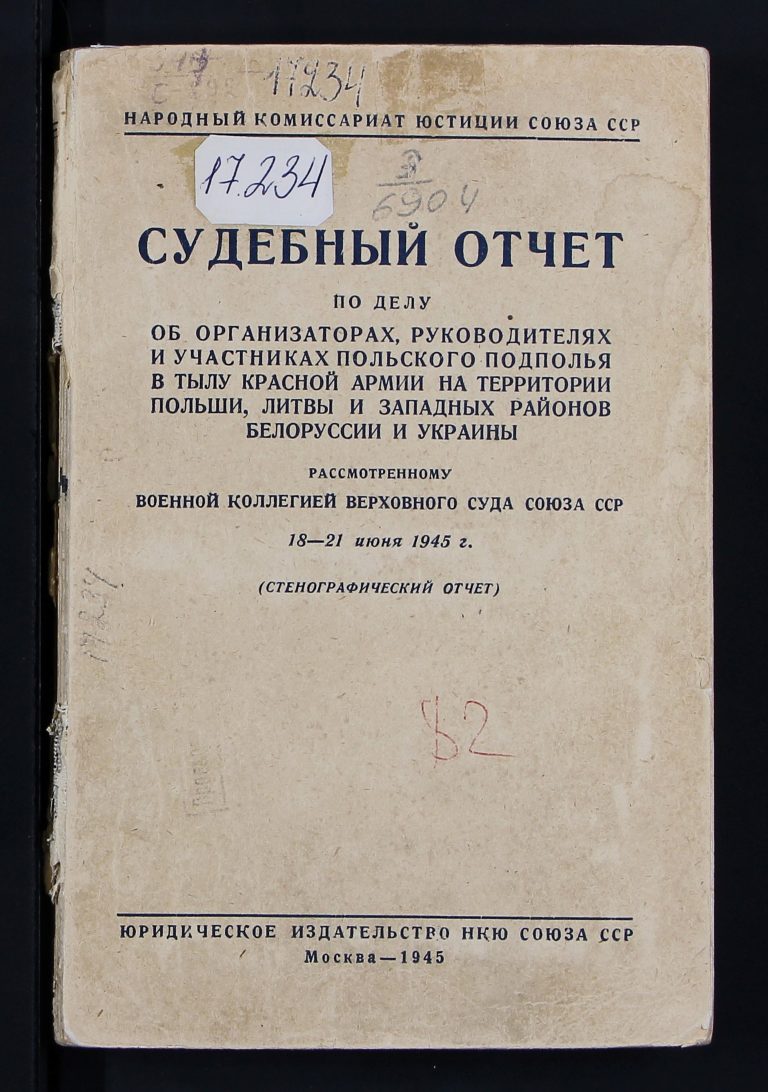 17234
НАРОДНЫЙ КОМИССАРИАТ ЮСТИЦИИ СОЮЗА ССР
17.234
6904
СУДЕБНЫЙ ОТЧЕТ
ПО ДЕЛУ
ОБ ОРГАНИЗАТОРАХ, РУКОВОДИТЕЛЯХ
И УЧАСТНИКАХ ПОЛЬСКОГО ПОДПОЛЬЯ
В ТЫЛУ КРАСНОЙ АРМИИ НА ТЕРРИТОРИИ
ПОЛЬШИ, ЛИТВЫ И ЗАПАДНЫХ РАЙОНОВ
БЕЛОРУССИИ И УКРАИНЫ
РАССМОТРЕННОМУ
ВОЕННОЙ КОЛЛЕГИЕЙ ВЕРХОВНОГО СУДА СОЮЗА ССР
18—21 июня 1945 г.
(СТЕНОГРАФИЧЕСКИЙ ОТЧЕТ)
17234
ЮРИДИЧЕСКОЕ ИЗДАТЕЛЬСТВО НКЮ СОЮЗА ССР
Москва—1945